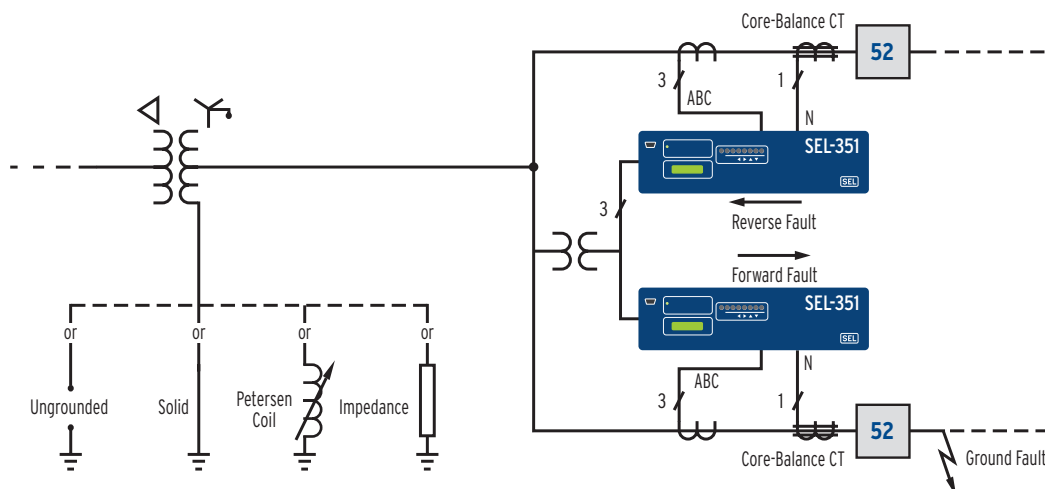 Core-Balance CT
52
3
ABC
1
N
SEL-351
SEL
3
Reverse Fault
Forward Fault
SEL-351
SEL
or
or
or
or
Ungrounded
Solid
Petersen
Coil
Impedance
ABC
N
3
1
52
Core-Balance CT
Ground Fault